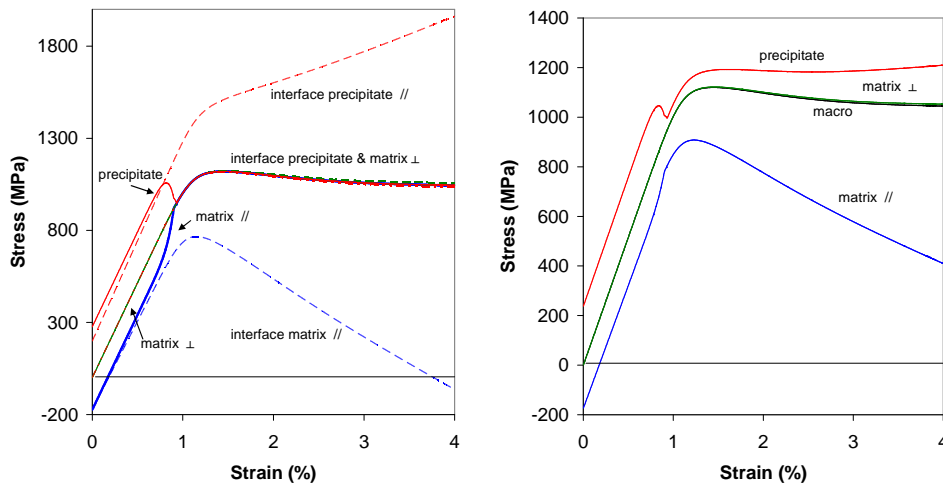 1800
1300
800
300
-200
Stress (MPa)
0 1 2 3 4
Strain (%)
interface precipitate //
interface precipitate & matrix ⊥
precipitate
matrix //
matrix ⊥
interface matrix //
1400
1200
1000
800
600
400
200
0
-200
Stress (MPa)
0 1 2 3 4
Strain (%)
precipitate
matrix ⊥
macro
matrix //